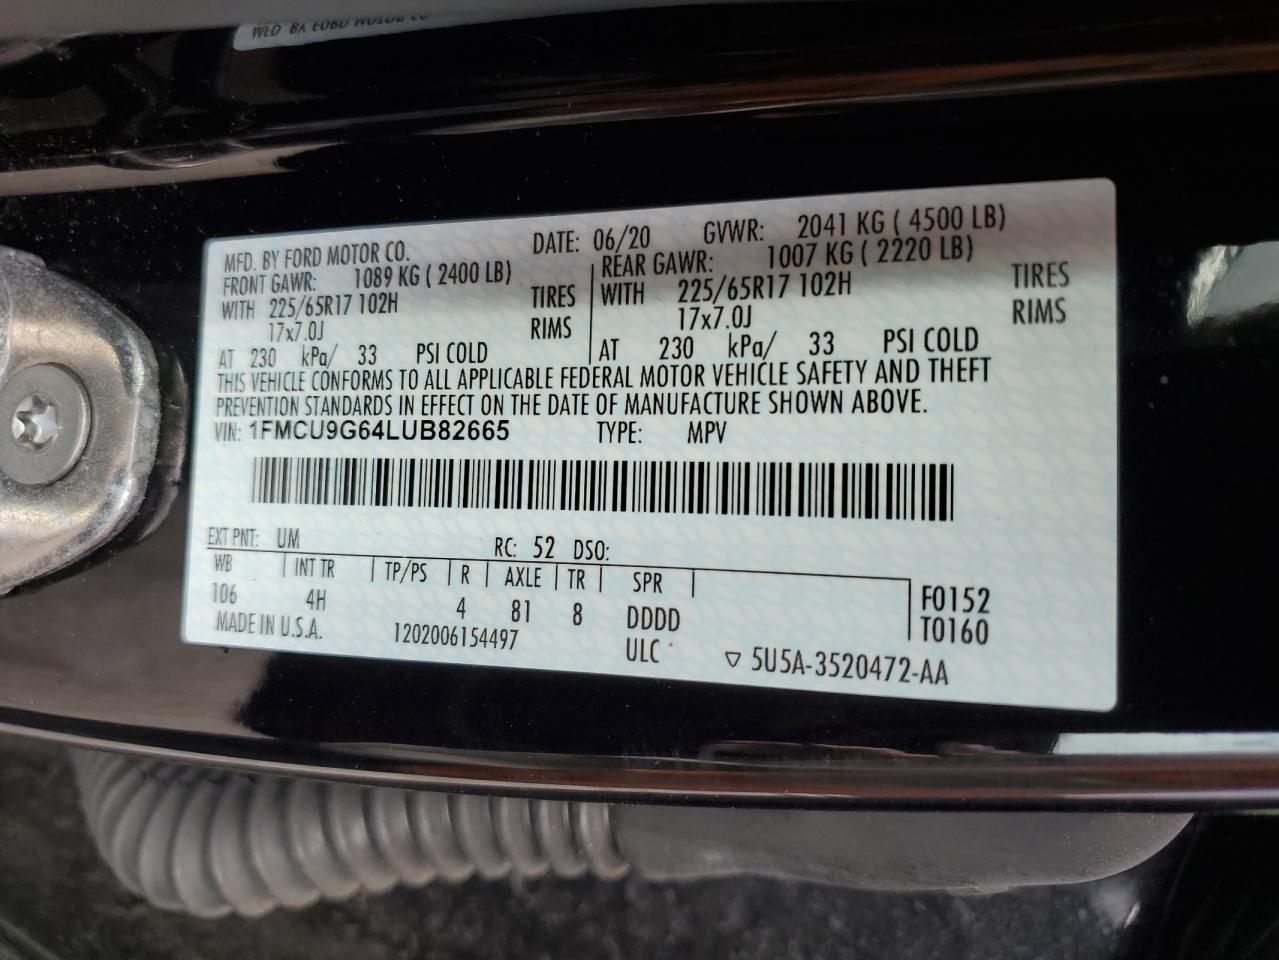 MFD. BY FORD MOTOR CO. DATE: 06/20 GVWR: 2041 KG ( 4500 LB)
FRONT GAWR: 1089 KG ( 2400 LB) REAR GAWR: 1007 KG ( 2220 LB)
WITH 225/65R17 102H TIRES WITH 225/65R17 102H TIRES
17x7.0J RIMS 17x7.0J RIMS
AT 230 kPa/ 33 PSI COLD AT 230 kPa/ 33 PSI COLD
THIS VEHICLE CONFORMS TO ALL APPLICABLE FEDERAL MOTOR VEHICLE SAFETY AND THEFT
PREVENTION STANDARDS IN EFFECT ON THE DATE OF MANUFACTURE SHOWN ABOVE.
VIN: 1FMCU9G64LUB82665 TYPE: MPV
EXT PNT: UM RC: 52 DSO:
WB INT TR TP/PS R AXLE TR SPR
106 4H 4 81 8 DDDD F0152
MADE IN U.S.A. 1202006154497 ULC T0160
▽ 5U5A-3520472-AA